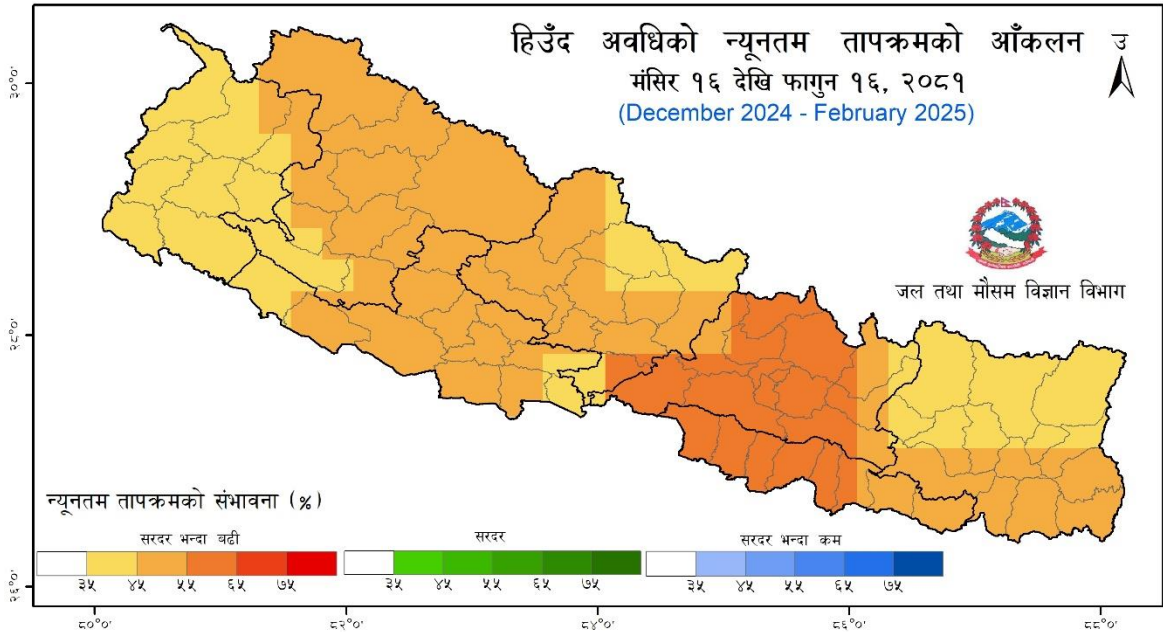 हिउँद अवधिको न्यूनतम तापक्रमको आँकलन
मंसिर १६ देखि फागुन १६, २०८१
(December 2024 - February 2025)
उ
जल तथा मौसम विज्ञान विभाग
३०°०'
२८°०'
२६°०'
न्यूनतम तापक्रमको संभावना (%)
सरदर भन्दा बढी
३५ ४५ ५५ ६५ ७५
सरदर
३५ ४५ ५५ ६५ ७५
सरदर भन्दा कम
३५ ४५ ५५ ६५ ७५
८०°०' ८२°०' ८४°०' ८६°०' ८८°०'